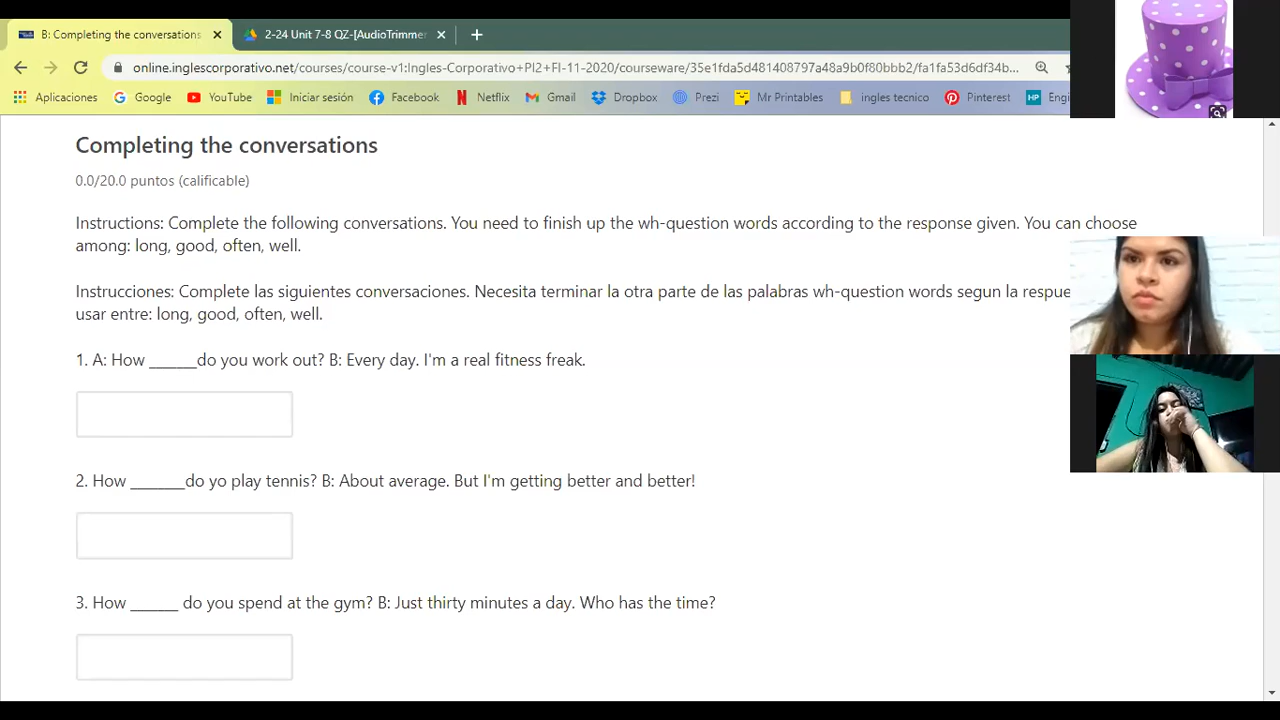 B: Completing the conversations
2-24 Unit 7-8 QZ-[AudioTrimmer
online.inglescorporativo.net/courses/course-v1:Ingles-Corporativo+PI2+FI-11-2020/courseware/35e1fda5d481408797a48a9b0f80bbb2/fa1fa53d6df34b...
Aplicaciones Google YouTube Iniciar sesión Facebook Netflix Gmail Dropbox Prezi Mr Printables ingles tecnico Pinterest HP Engi
Completing the conversations
0.0/20.0 puntos (calificable)
Instructions: Complete the following conversations. You need to finish up the wh-question words according to the response given. You can choose
among: long, good, often, well.
Instrucciones: Complete las siguientes conversaciones. Necesita terminar la otra parte de las palabras wh-question words segun la respue
usar entre: long, good, often, well.
1. A: How ______do you work out? B: Every day. I'm a real fitness freak.
2. How _______do yo play tennis? B: About average. But I'm getting better and better!
3. How ______ do you spend at the gym? B: Just thirty minutes a day. Who has the time?